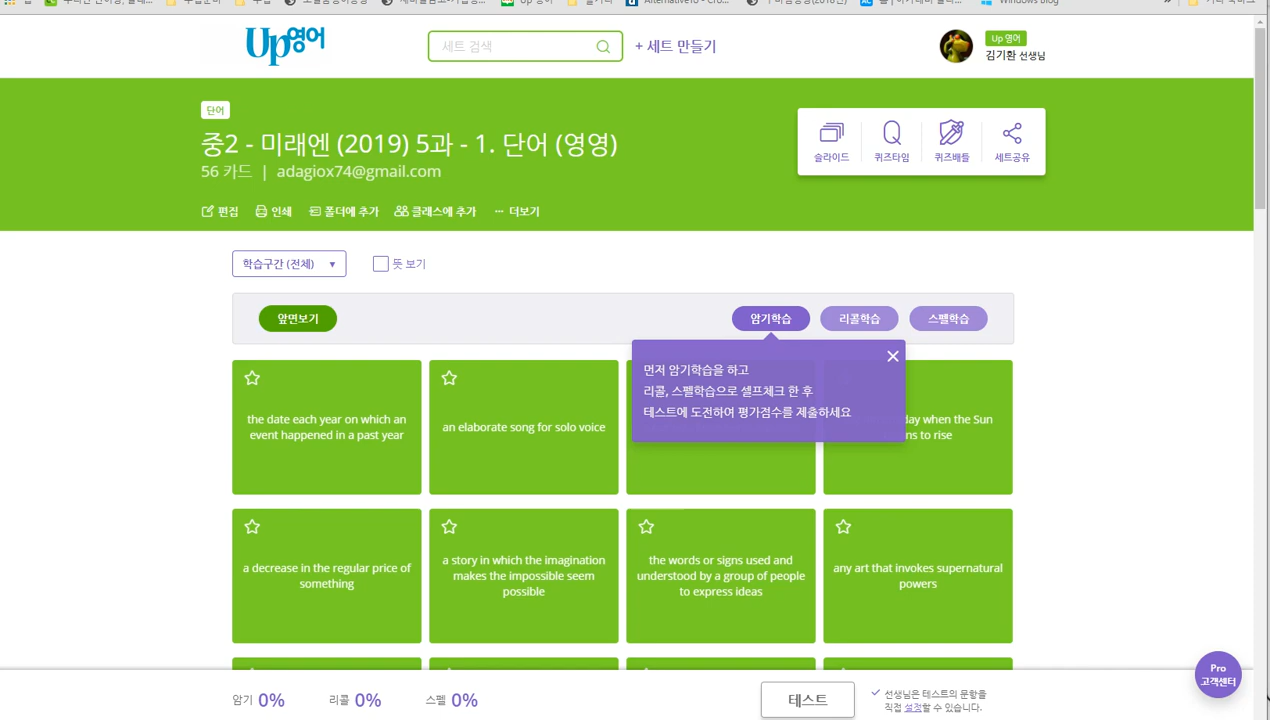 Up영어
세트 검색
+ 세트 만들기
Up 영어
김기환 선생님
단어
중2 - 미래엔 (2019) 5과 - 1. 단어 (영영)
56 카드 | adagiox74@gmail.com
편집 인쇄 폴더에 추가 클래스에 추가 ··· 더보기
슬라이드 퀴즈타임 퀴즈배틀 세트공유
학습구간 (전체) ▼ 뜻 보기
앞면보기 암기학습 리콜학습 스펠학습
먼저 암기학습을 하고
리콜, 스펠학습으로 셀프체크 한 후
테스트에 도전하여 평가점수를 제출하세요
the date each year on which an
event happened in a past year
an elaborate song for solo voice
day when the Sun
to rise
a decrease in the regular price of
something
a story in which the imagination
makes the impossible seem
possible
the words or signs used and
understood by a group of people
to express ideas
any art that invokes supernatural
powers
암기 0% 리콜 0% 스펠 0%
테스트
선생님은 테스트의 문항을
직접 설정할 수 있습니다.
Pro
고객센터